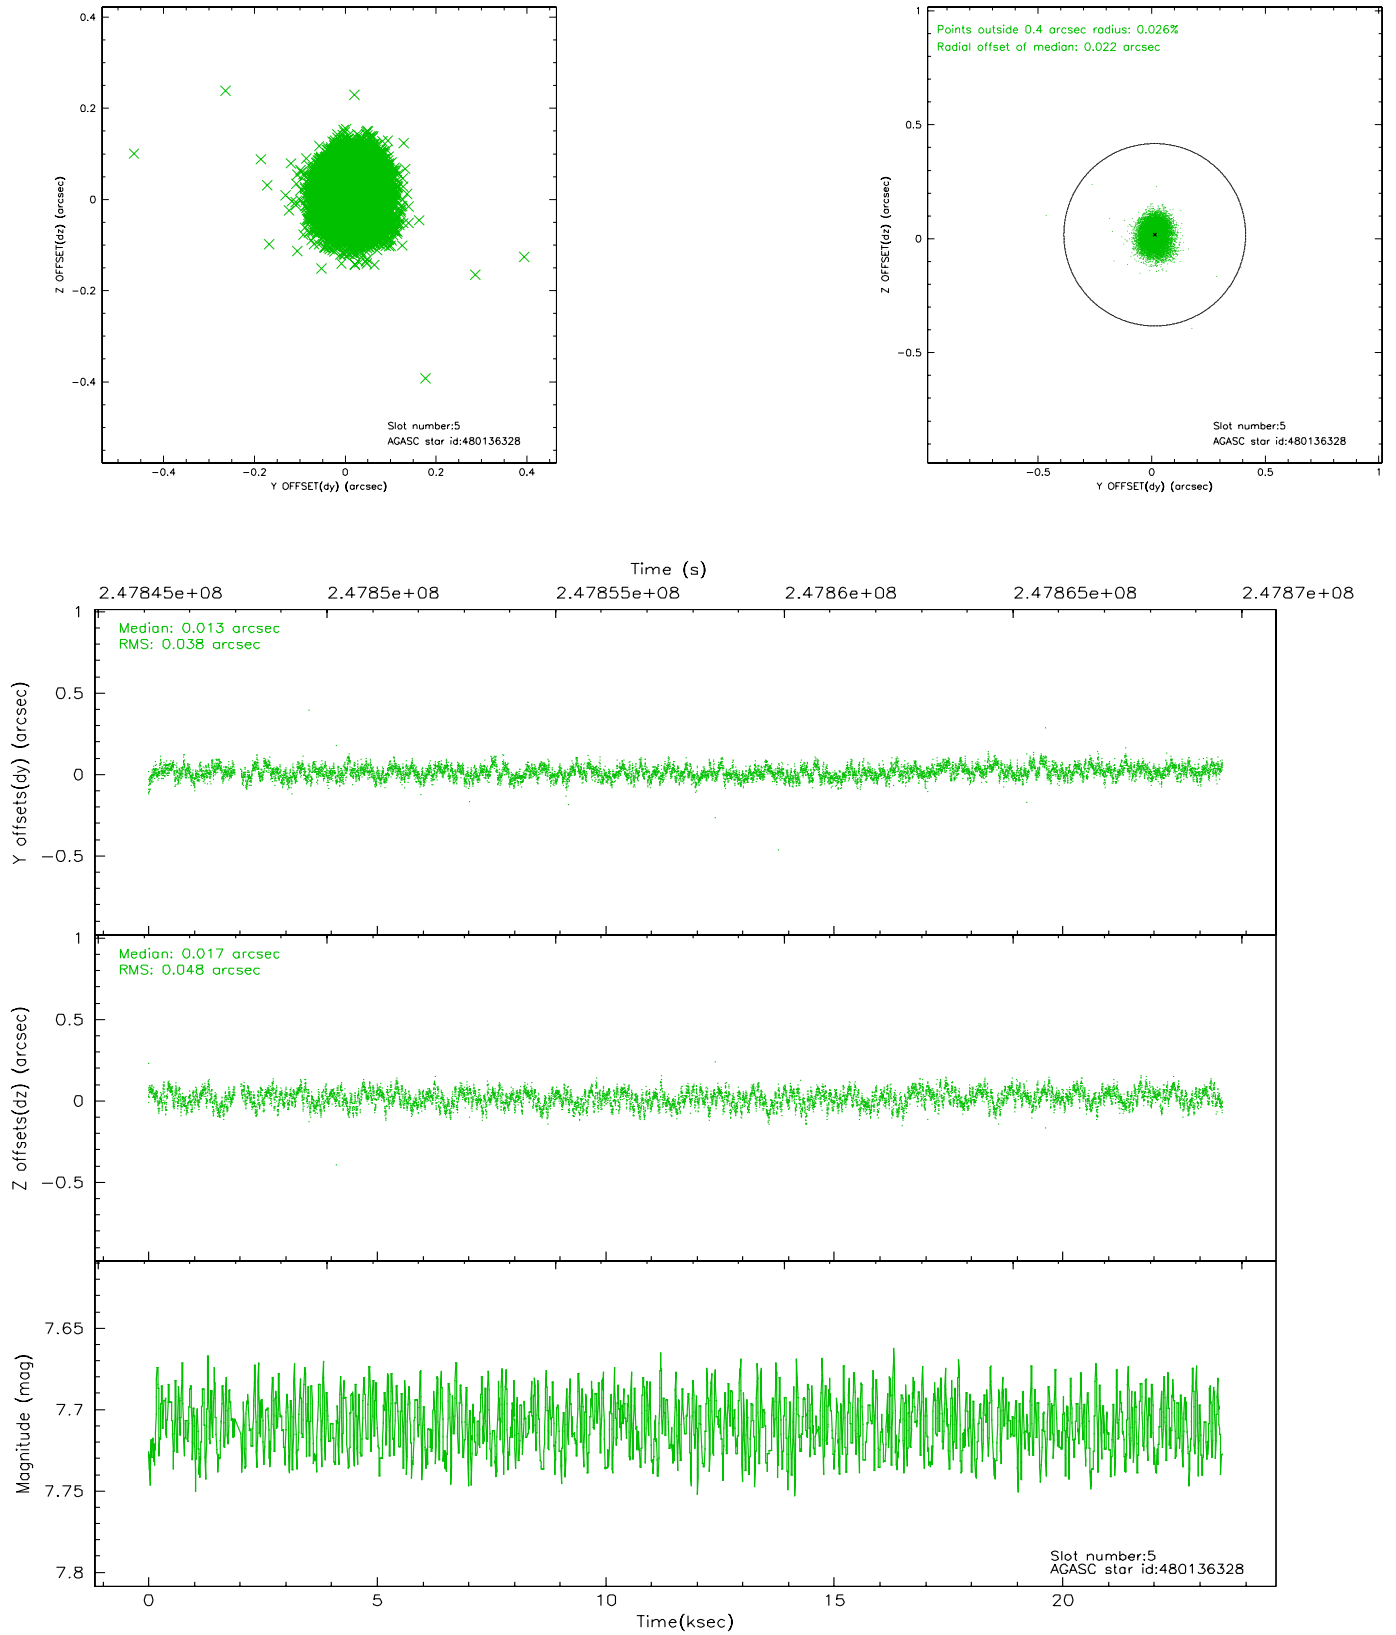 0.4
0.2
0
−0.2
−0.4
Z OFFSET(dz) (arcsec)
Slot number:5
AGASC star id:480136328
−0.4 −0.2 0 0.2 0.4
Y OFFSET(dy) (arcsec)
Points outside 0.4 arcsec radius: 0.026%
Radial offset of median: 0.022 arcsec
1
0.5
0
−0.5
Z OFFSET(dz) (arcsec)
Slot number:5
AGASC star id:480136328
−0.5 0 0.5 1
Y OFFSET(dy) (arcsec)
Time (s)
2.47845e+08 2.4785e+08 2.47855e+08 2.4786e+08 2.47865e+08 2.4787e+08
Median: 0.013 arcsec
RMS: 0.038 arcsec
1
0.5
0
−0.5
Y offsets(dy) (arcsec)
Median: 0.017 arcsec
RMS: 0.048 arcsec
1
0.5
0
−0.5
Z offsets(dz) (arcsec)
7.65
7.7
7.75
7.8
Magnitude (mag)
Slot number:5
AGASC star id:480136328
0 5 10 15 20
Time(ksec)